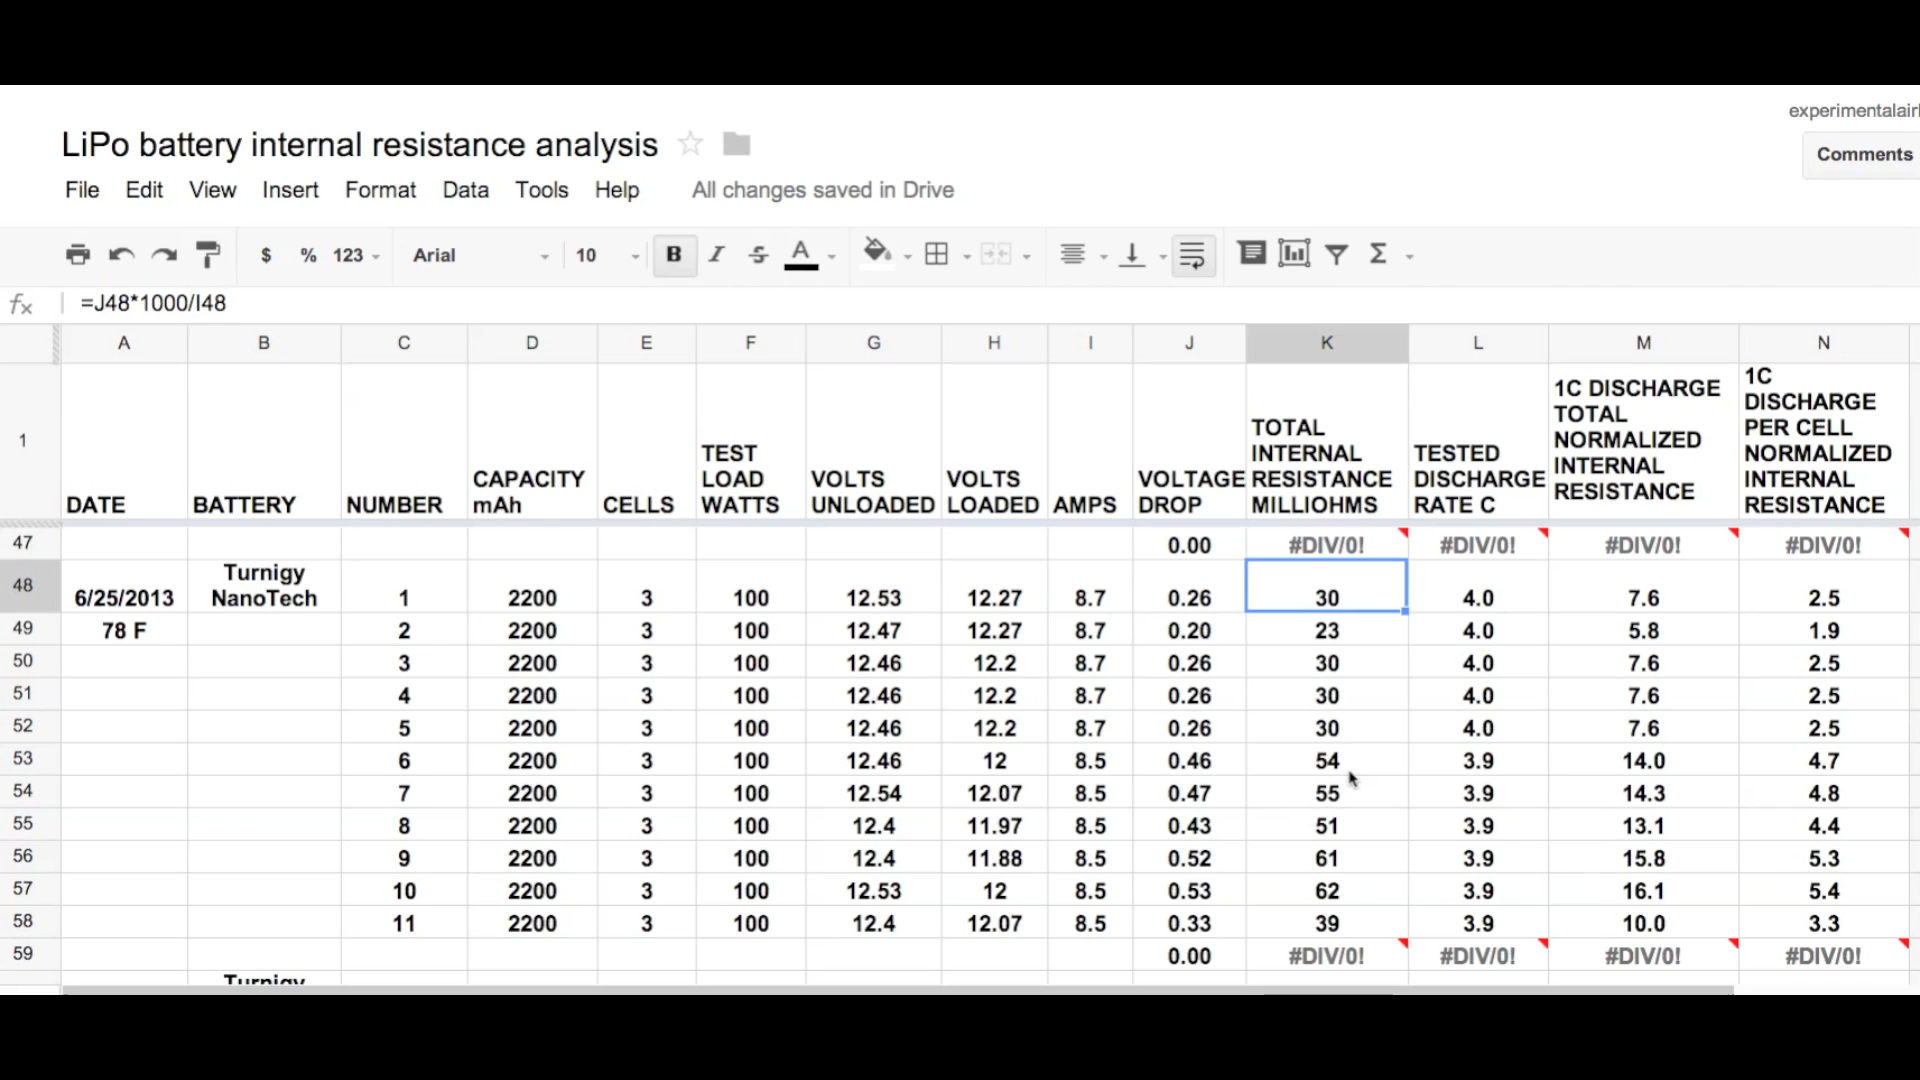 experimentalairl
LiPo battery internal resistance analysis
Comments
File Edit View Insert Format Data Tools Help All changes saved in Drive
$ % 123 Arial 10 B I S A Σ
fx =J48*1000/I48
A B C D E F G H I J K L M N
1 DATE BATTERY NUMBER CAPACITY mAh CELLS TEST LOAD WATTS VOLTS UNLOADED VOLTS LOADED AMPS VOLTAGE DROP TOTAL INTERNAL RESISTANCE MILLIOHMS TESTED DISCHARGE RATE C 1C DISCHARGE TOTAL NORMALIZED INTERNAL RESISTANCE 1C DISCHARGE PER CELL NORMALIZED INTERNAL RESISTANCE
47 0.00 #DIV/0! #DIV/0! #DIV/0! #DIV/0!
48 6/25/2013 Turnigy NanoTech 1 2200 3 100 12.53 12.27 8.7 0.26 30 4.0 7.6 2.5
49 78 F 2 2200 3 100 12.47 12.27 8.7 0.20 23 4.0 5.8 1.9
50 3 2200 3 100 12.46 12.2 8.7 0.26 30 4.0 7.6 2.5
51 4 2200 3 100 12.46 12.2 8.7 0.26 30 4.0 7.6 2.5
52 5 2200 3 100 12.46 12.2 8.7 0.26 30 4.0 7.6 2.5
53 6 2200 3 100 12.46 12 8.5 0.46 54 3.9 14.0 4.7
54 7 2200 3 100 12.54 12.07 8.5 0.47 55 3.9 14.3 4.8
55 8 2200 3 100 12.4 11.97 8.5 0.43 51 3.9 13.1 4.4
56 9 2200 3 100 12.4 11.88 8.5 0.52 61 3.9 15.8 5.3
57 10 2200 3 100 12.53 12 8.5 0.53 62 3.9 16.1 5.4
58 11 2200 3 100 12.4 12.07 8.5 0.33 39 3.9 10.0 3.3
59 0.00 #DIV/0! #DIV/0! #DIV/0! #DIV/0!
Turnigy